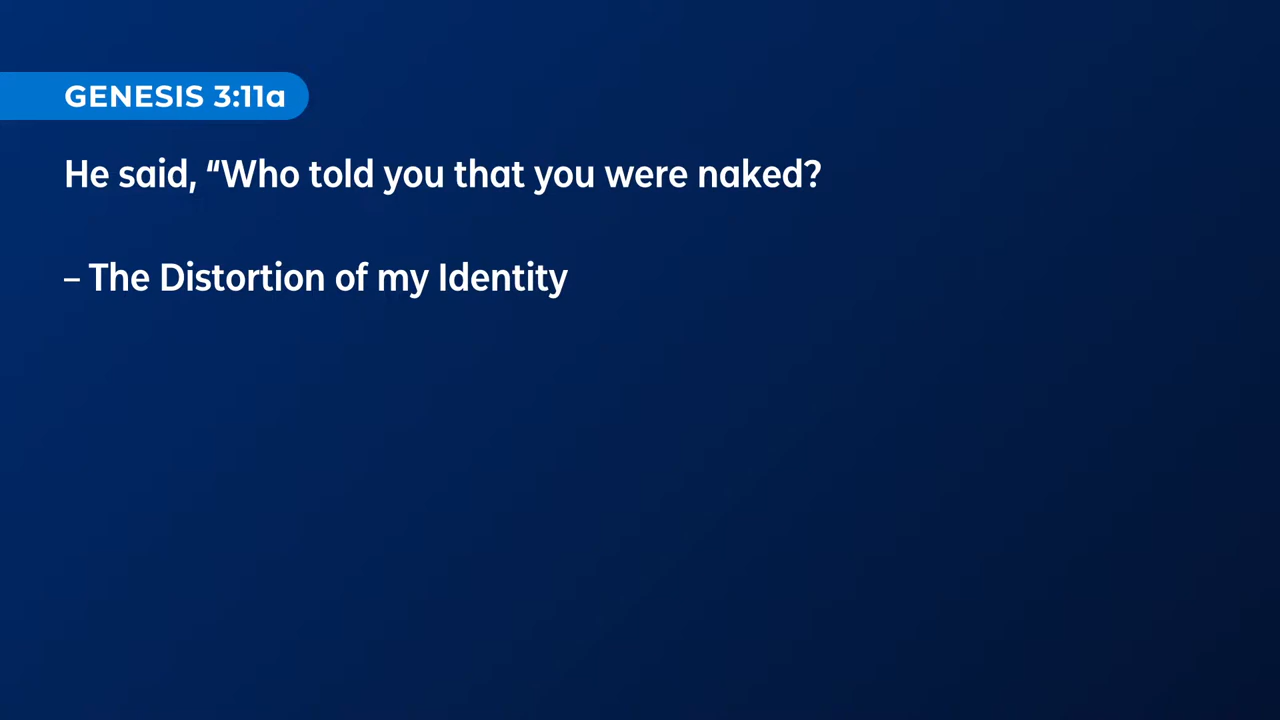 GENESIS 3:11a
He said, “Who told you that you were naked?
– The Distortion of my Identity